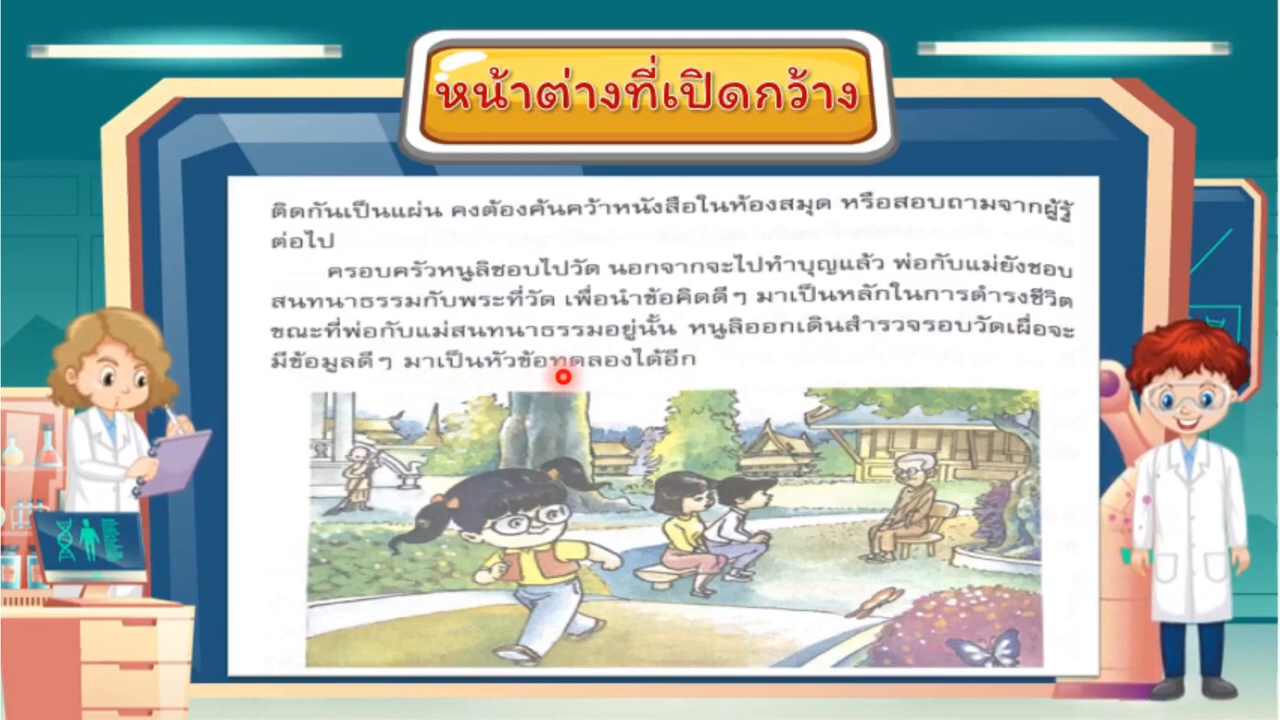 หน้าต่างที่เปิดกว้าง
ติดกันเป็นแผ่น คงต้องค้นคว้าหนังสือในห้องสมุด หรือสอบถามจากผู้รู้
ต่อไป
ครอบครัวหนูลิชอบไปวัด นอกจากจะไปทำบุญแล้ว พ่อกับแม่ยังชอบ
สนทนาธรรมกับพระที่วัด เพื่อนำข้อคิดดีๆ มาเป็นหลักในการดำรงชีวิต
ขณะที่พ่อกับแม่สนทนาธรรมอยู่นั้น หนูลิออกเดินสำรวจรอบวัดเผื่อจะ
มีข้อมูลดีๆ มาเป็นหัวข้อทดลองได้อีก